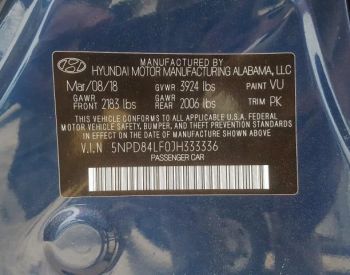 MANUFACTURED BY
HYUNDAI MOTOR MANUFACTURING ALABAMA, LLC
Mar/08/18 GVWR 3924 lbs PAINT VU
GAWR FRONT 2183 lbs GAWR REAR 2006 lbs TRIM PK
THIS VEHICLE CONFORMS TO ALL APPLICABLE U.S. FEDERAL
MOTOR VEHICLE SAFETY, BUMPER, AND THEFT PREVENTION STANDARDS
IN EFFECT ON THE DATE OF MANUFACTURE SHOWN ABOVE.
V.I.N 5NPD84LF0JH333336
PASSENGER CAR